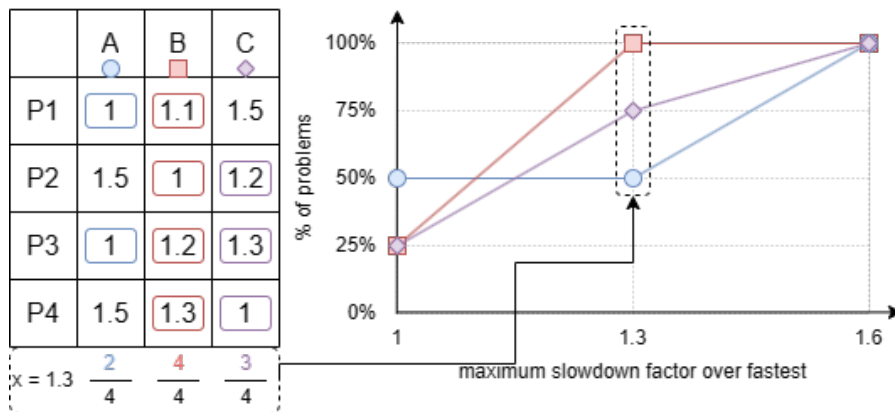 A B C
P1 1 1.1 1.5
P2 1.5 1 1.2
P3 1 1.2 1.3
P4 1.5 1.3 1
x = 1.3 2/4 4/4 3/4
% of problems
100%
75%
50%
25%
0%
1 1.3 1.6
maximum slowdown factor over fastest